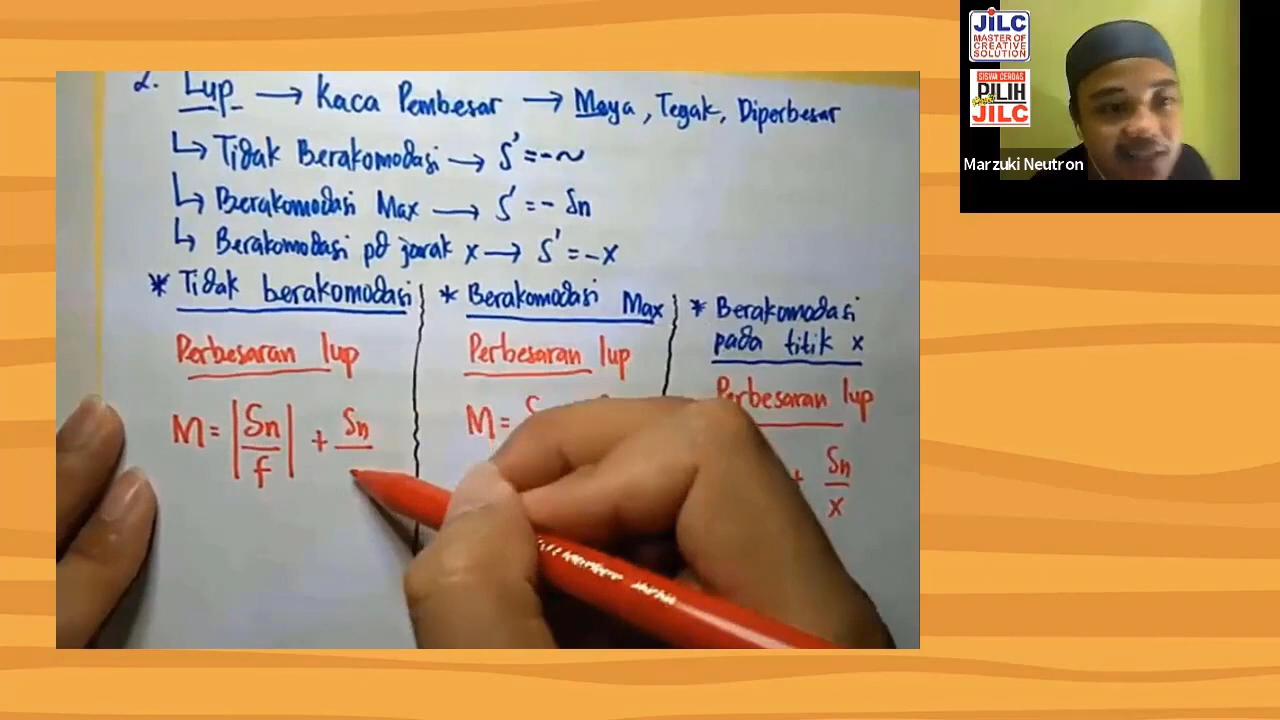 2. Lup → Kaca Pembesar → Maya, Tegak, Diperbesar
↳ Tidak Berakomodasi → S' = - ~
↳ Berakomodasi Max → S' = - Sn
↳ Berakomodasi pd jarak x → S' = -x
* Tidak berakomodasi
Perbesaran lup
M = |Sn/f| + Sn/
* Berakomodasi Max
Perbesaran lup
M = S
* Berakomodasi
pada titik x
Perbesaran lup
+ Sn/x
JILC
MASTER OF
CREATIVE
SOLUTION
SISWA CERDAS
PILIH
JILC
Marzuki Neutron